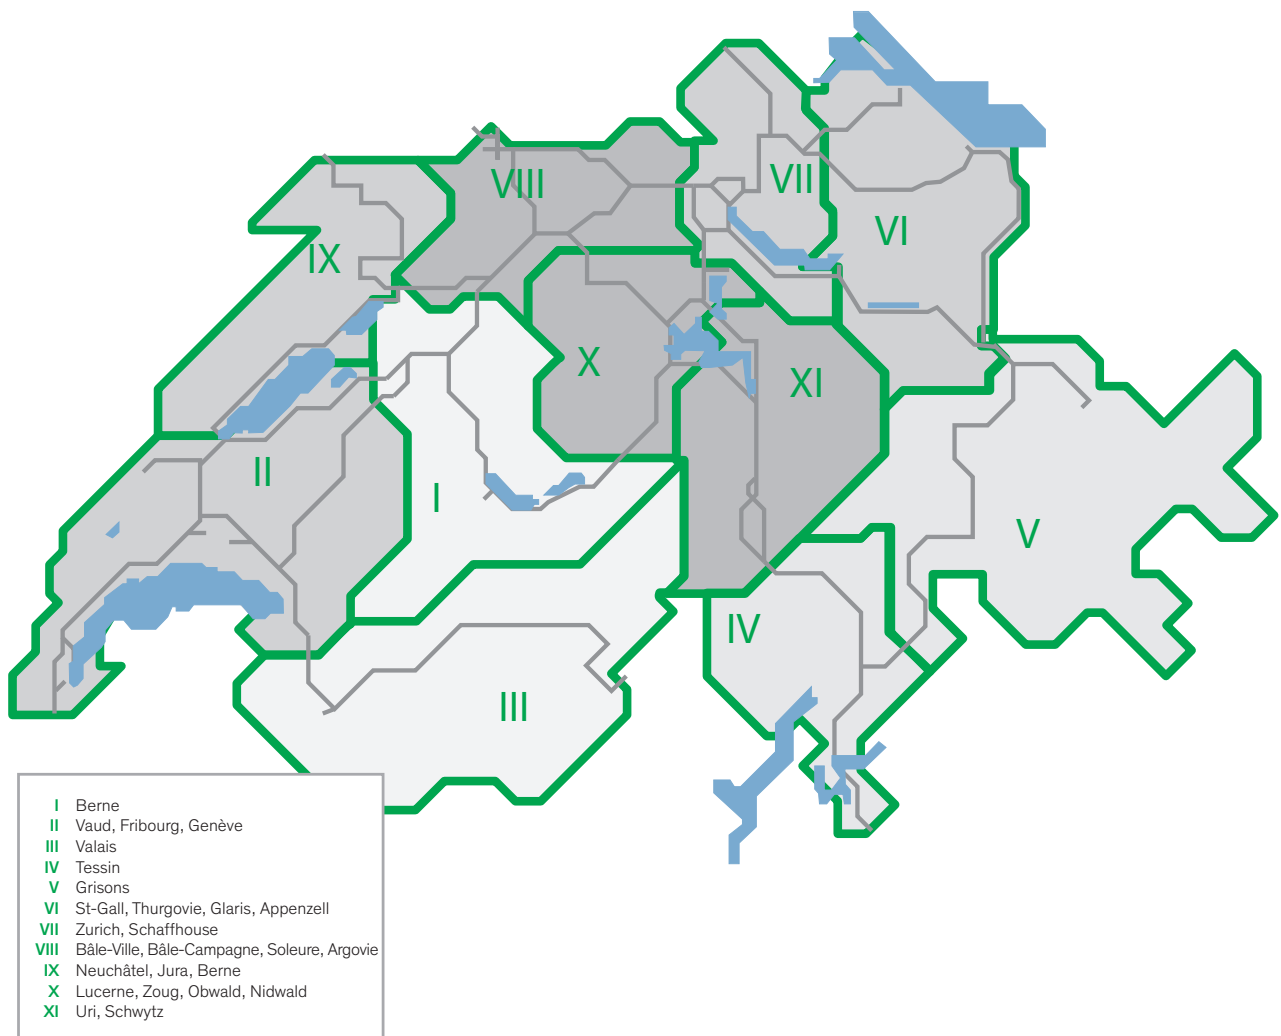 VIII
VII
VI
IX
X
XI
II
I
V
IV
III
I Berne
II Vaud, Fribourg, Genève
III Valais
IV Tessin
V Grisons
VI St-Gall, Thurgovie, Glaris, Appenzell
VII Zurich, Schaffhouse
VIII Bâle-Ville, Bâle-Campagne, Soleure, Argovie
IX Neuchâtel, Jura, Berne
X Lucerne, Zoug, Obwald, Nidwald
XI Uri, Schwytz